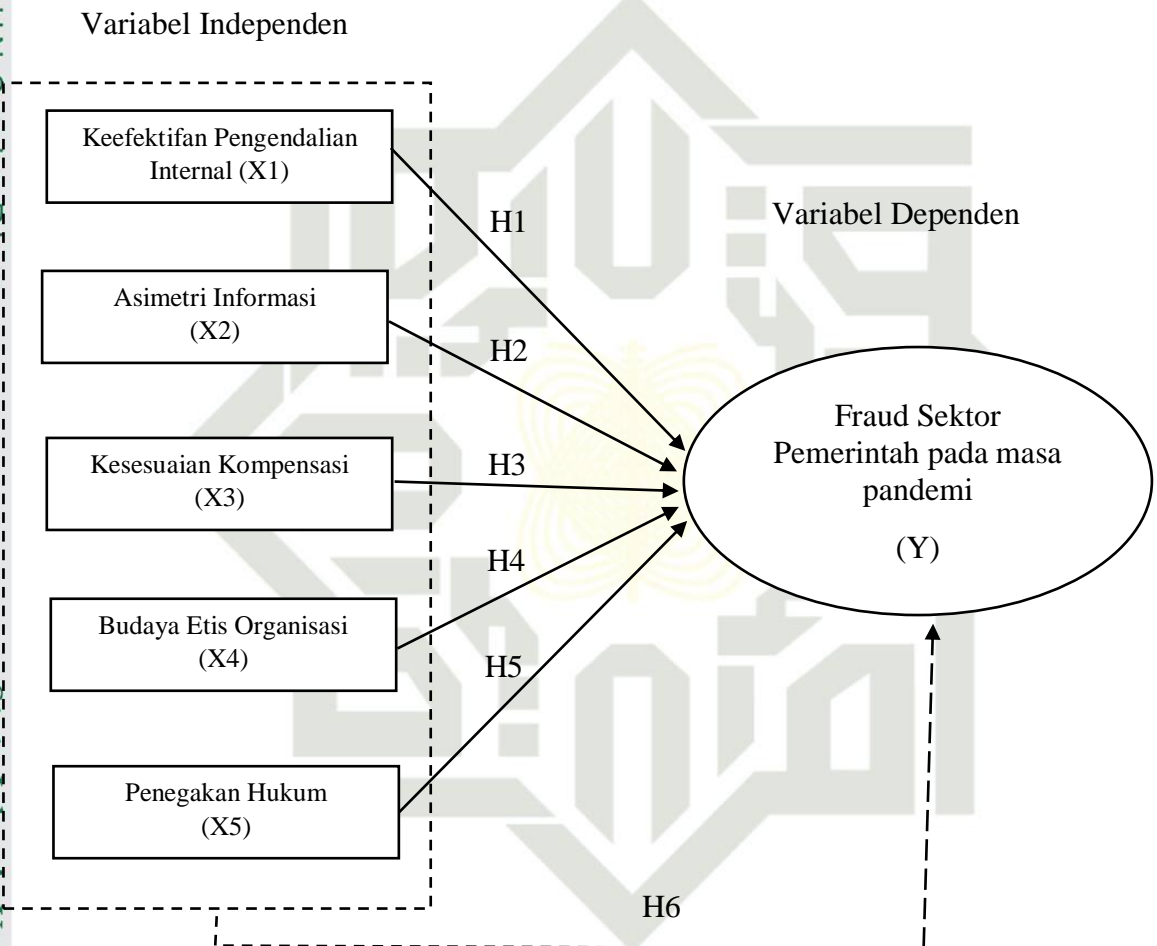 Variabel Independen
Keefektifan Pengendalian
Internal (X1)
H1
Variabel Dependen
Asimetri Informasi
(X2)
H2
Fraud Sektor
Pemerintah pada masa
pandemi
(Y)
Kesesuaian Kompensasi
(X3)
H3
H4
Budaya Etis Organisasi
(X4)
H5
Penegakan Hukum
(X5)
H6